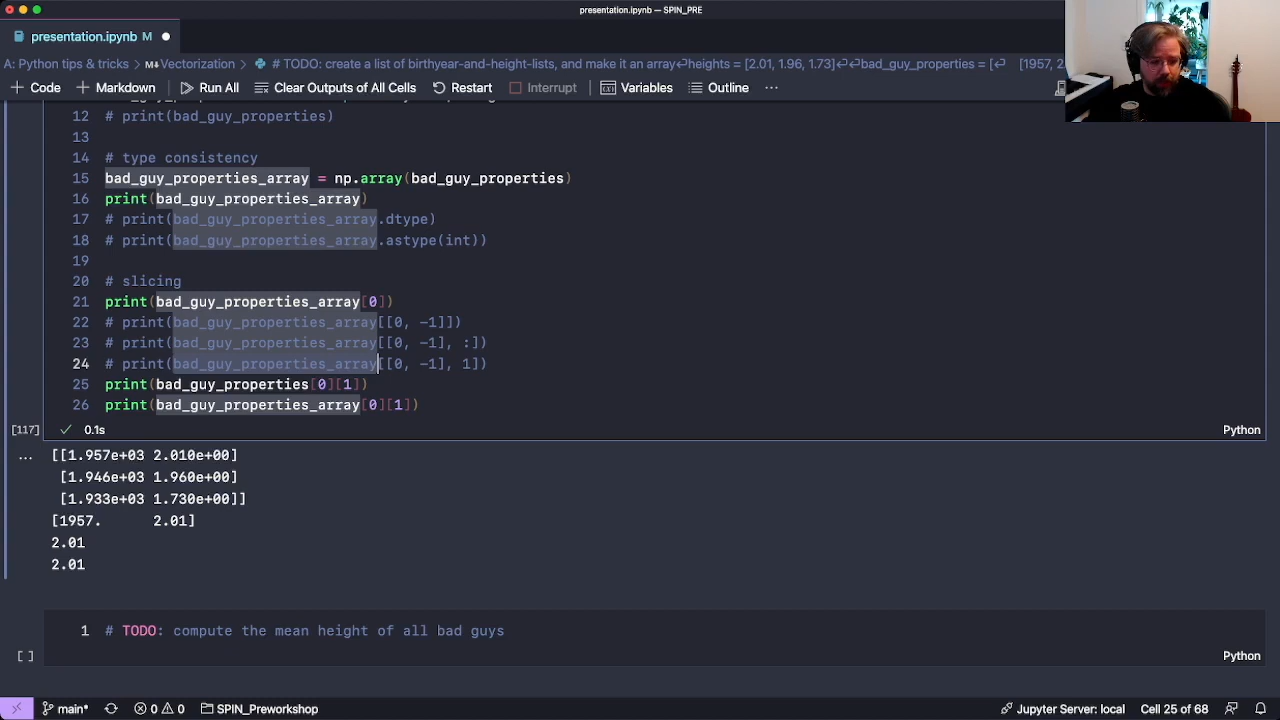 presentation.ipynb — SPIN_PRE
presentation.ipynb M
A: Python tips & tricks > Vectorization > # TODO: create a list of birthyear-and-height-lists, and make it an array↵heights = [2.01, 1.96, 1.73]↵↵bad_guy_properties = [↵ [1957, 2
+ Code + Markdown Run All Clear Outputs of All Cells Restart Interrupt Variables Outline ···
12 # print(bad_guy_properties)
13
14 # type consistency
15 bad_guy_properties_array = np.array(bad_guy_properties)
16 print(bad_guy_properties_array)
17 # print(bad_guy_properties_array.dtype)
18 # print(bad_guy_properties_array.astype(int))
19
20 # slicing
21 print(bad_guy_properties_array[0])
22 # print(bad_guy_properties_array[[0, -1]])
23 # print(bad_guy_properties_array[[0, -1], :])
24 # print(bad_guy_properties_array[[0, -1], 1])
25 print(bad_guy_properties[0][1])
26 print(bad_guy_properties_array[0][1])
[117] ✓ 0.1s Python
... [[1.957e+03 2.010e+00]
[1.946e+03 1.960e+00]
[1.933e+03 1.730e+00]]
[1957. 2.01]
2.01
2.01
1 # TODO: compute the mean height of all bad guys
[ ] Python
main* 0 0 SPIN_Preworkshop Jupyter Server: local Cell 25 of 68